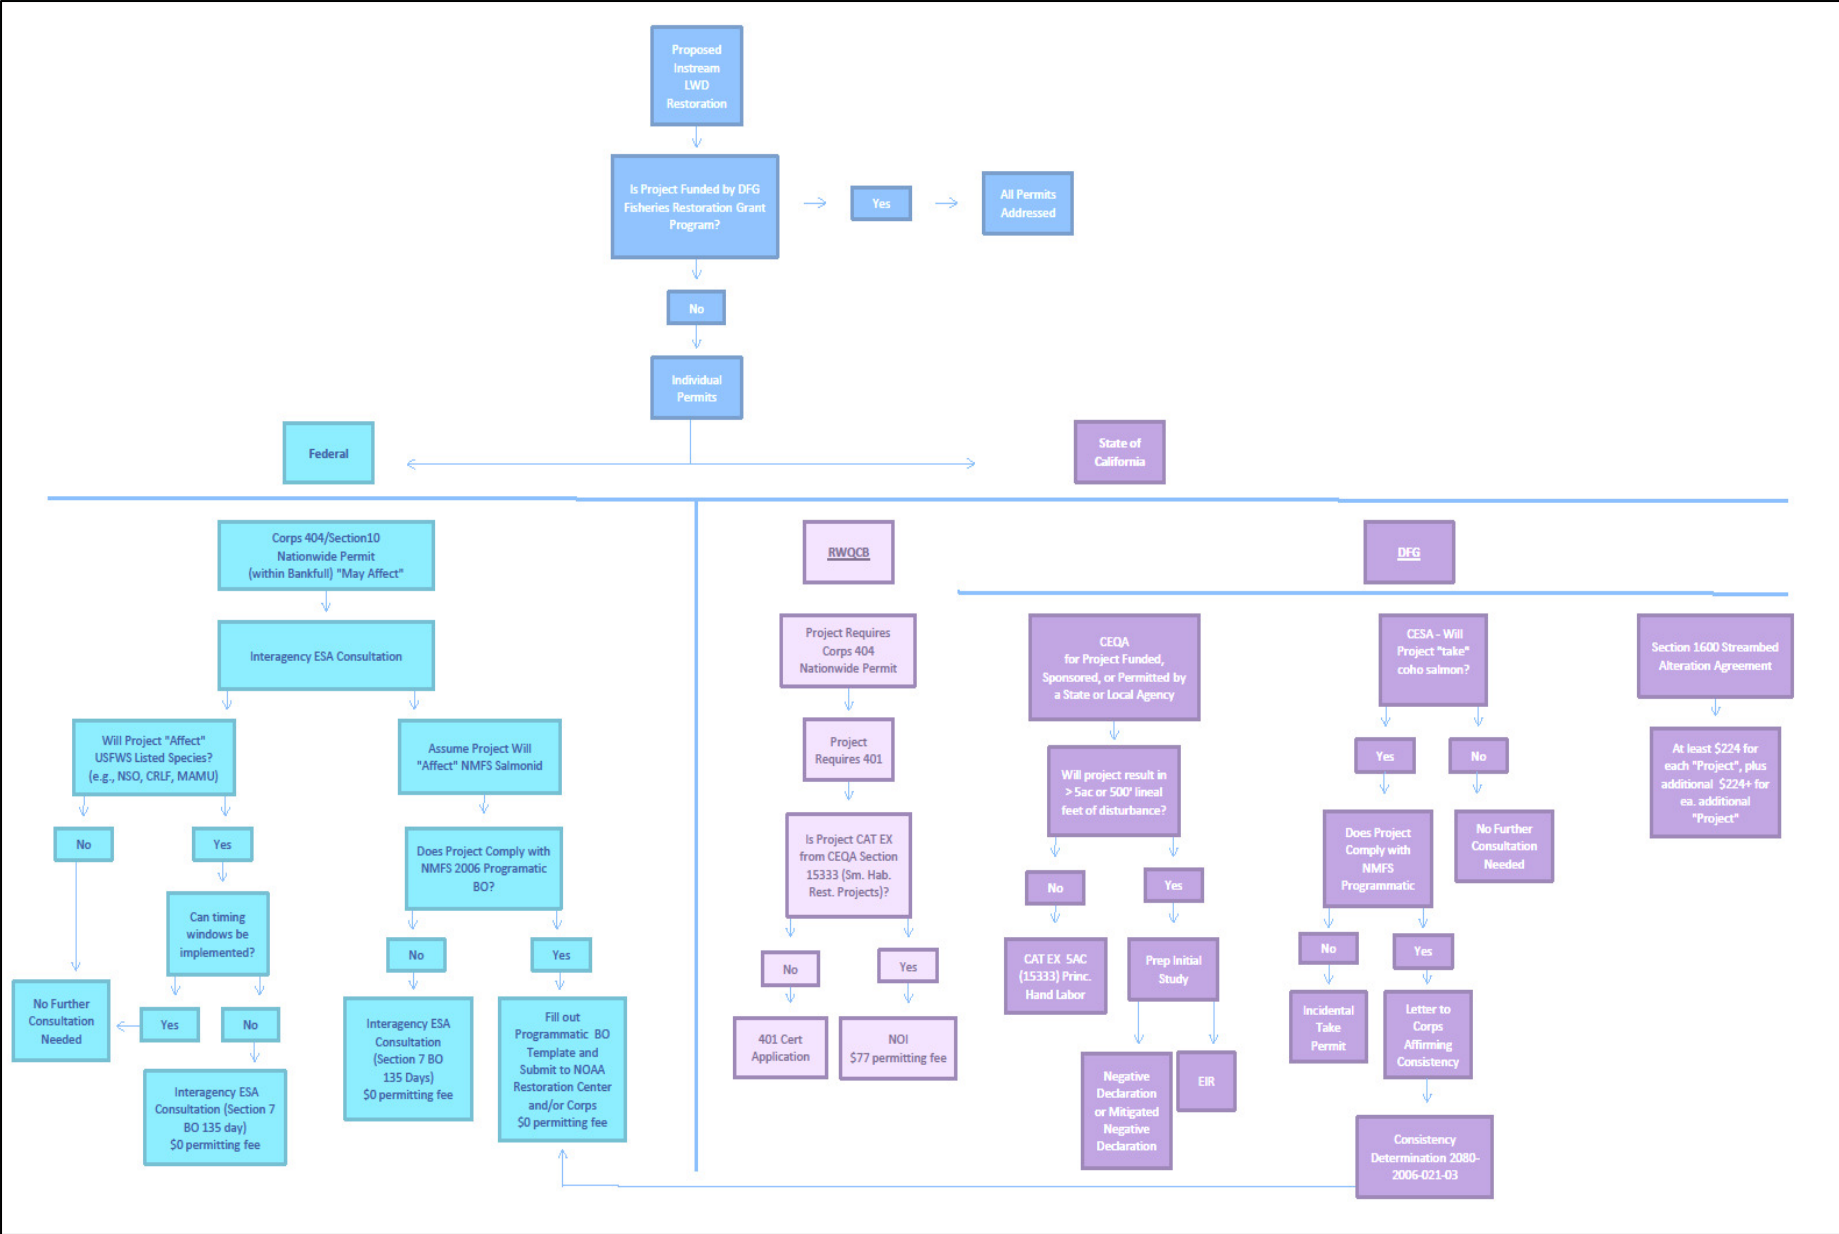 Proposed
Instream
LWD
Restoration
Is Project Funded by DFG
Fisheries Restoration Grant
Program?
Yes
All Permits
Addressed
No
Individual
Permits
Federal
State of
California
Corps 404/Section10
Nationwide Permit
(within Bankfull) "May Affect"
Interagency ESA Consultation
Will Project "Affect"
USFWS Listed Species?
(e.g., NSO, CRLF, MAMU)
No
Yes
Can timing
windows be
implemented?
No Further
Consultation
Needed
Yes
No
Interagency ESA
Consultation (Section 7
BO 135 day)
$0 permitting fee
Assume Project Will
"Affect" NMFS Salmonid
Does Project Comply with
NMFS 2006 Programatic
BO?
No
Yes
Interagency ESA
Consultation
(Section 7 BO
135 Days)
$0 permitting fee
Fill out
Programmatic BO
Template and
Submit to NOAA
Restoration Center
and/or Corps
$0 permitting fee
RWQCB
Project Requires
Corps 404
Nationwide Permit
Project
Requires 401
Is Project CAT EX
from CEQA Section
15333 (Sm. Hab.
Rest. Projects)?
No
Yes
401 Cert
Application
NOI
$77 permitting fee
DFG
CEQA
for Project Funded,
Sponsored, or Permitted by
a State or Local Agency
Will project result in
> 5ac or 500' lineal
feet of disturbance?
No
Yes
CAT EX 5AC
(15333) Princ.
Hand Labor
Prep Initial
Study
Negative
Declaration
or Mitigated
Negative
Declaration
EIR
CESA - Will
Project "take"
coho salmon?
Yes
No
Does Project
Comply with
NMFS
Programmatic
No Further
Consultation
Needed
No
Yes
Incidental
Take
Permit
Letter to
Corps
Affirming
Consistency
Consistency
Determination 2080-
2006-021-03
Section 1600 Streambed
Alteration Agreement
At least $224 for
each "Project", plus
additional $224+ for
ea. additional
"Project"